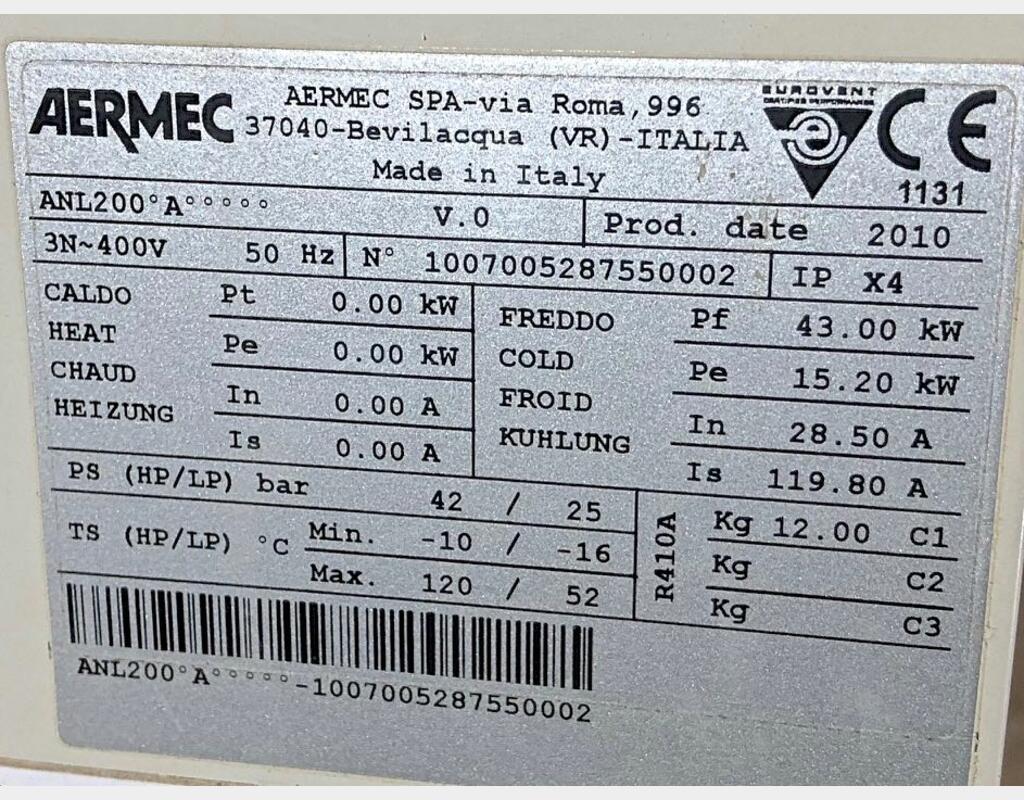 AERMEC
AERMEC SPA-via Roma,996
37040-Bevilacqua (VR)-ITALIA
Made in Italy
EUROVENT
CERTIFIED PERFORMANCE
CE
1131
ANL200°A°°°°° V.0 Prod. date 2010
3N~400V 50 Hz N° 1007005287550002 IP X4
CALDO Pt 0.00 kW FREDDO Pf 43.00 kW
HEAT Pe 0.00 kW COLD Pe 15.20 kW
CHAUD In 0.00 A FROID In 28.50 A
HEIZUNG Is 0.00 A KUHLUNG Is 119.80 A
PS (HP/LP) bar 42 / 25
TS (HP/LP) °C Min. -10 / -16
Max. 120 / 52
R410A Kg 12.00 C1
Kg C2
Kg C3
ANL200°A°°°°°-1007005287550002